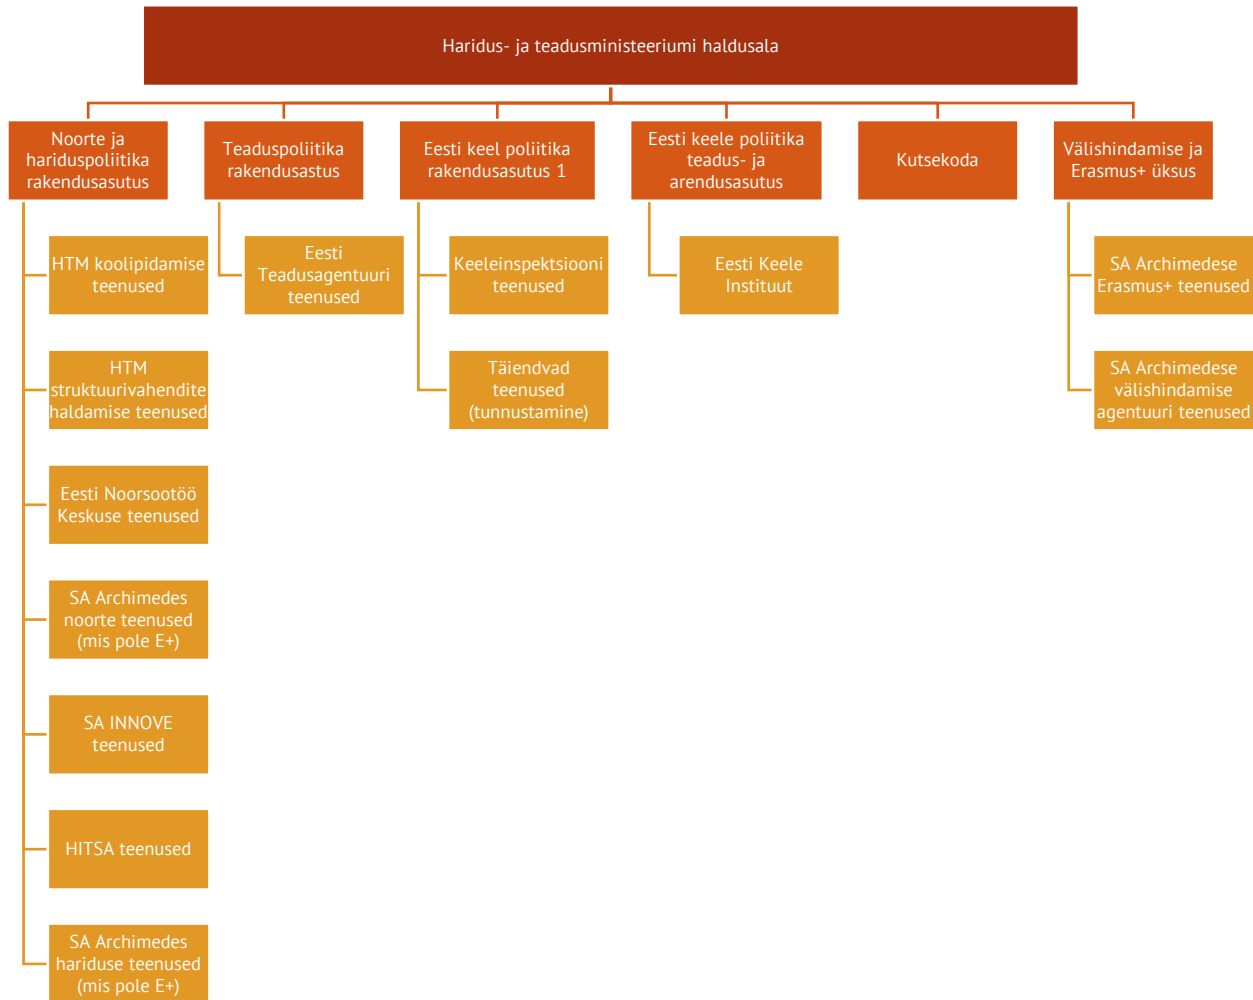 Haridus- ja teadusministeeriumi haldusala
Noorte ja
hariduspoliitika
rakendusasutus
Teaduspoliitika
rakendusastus
Eesti keel poliitika
rakendusasutus 1
Eesti keele poliitika
teadus- ja
arendusasutus
Kutsekoda
Välishindamise ja
Erasmus+ üksus
HTM koolipidamise
teenused
HTM
struktuurivahendite
haldamise teenused
Eesti Noorsootöö
Keskuse teenused
SA Archimedes
noorte teenused
(mis pole E+)
SA INNOVE
teenused
HITSA teenused
SA Archimedes
hariduse teenused
(mis pole E+)
Eesti
Teadusagentuuri
teenused
Keeleinspektsiooni
teenused
Täiendvad
teenused
(tunnustamine)
Eesti Keele
Instituut
SA Archimedese
Erasmus+ teenused
SA Archimedese
välishindamise
agentuuri teenused